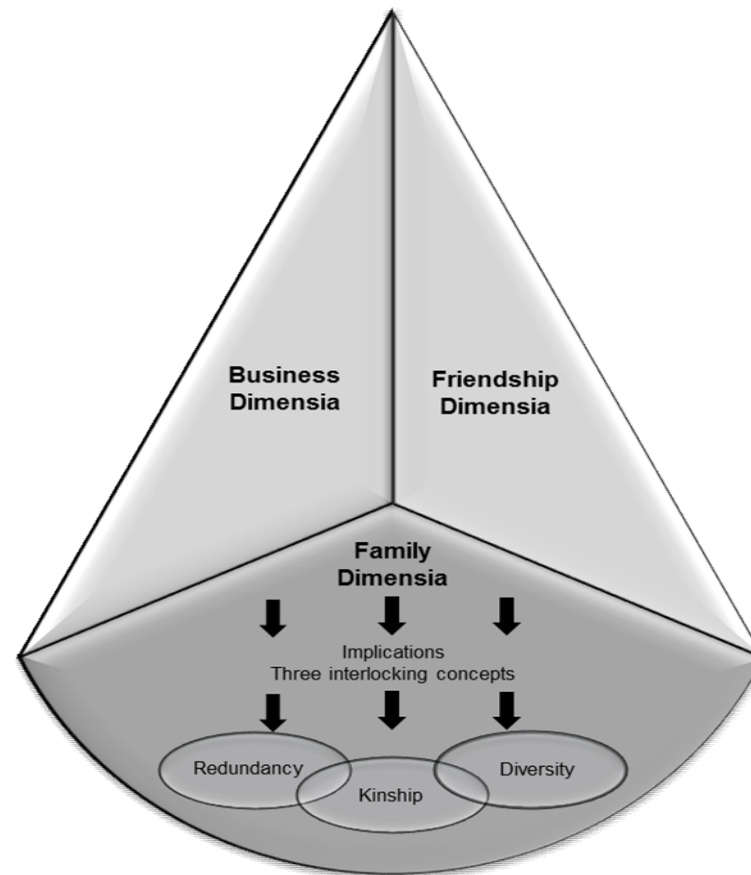 Business
Dimensia
Friendship
Dimensia
Family
Dimensia
Implications
Three interlocking concepts
Redundancy
Kinship
Diversity